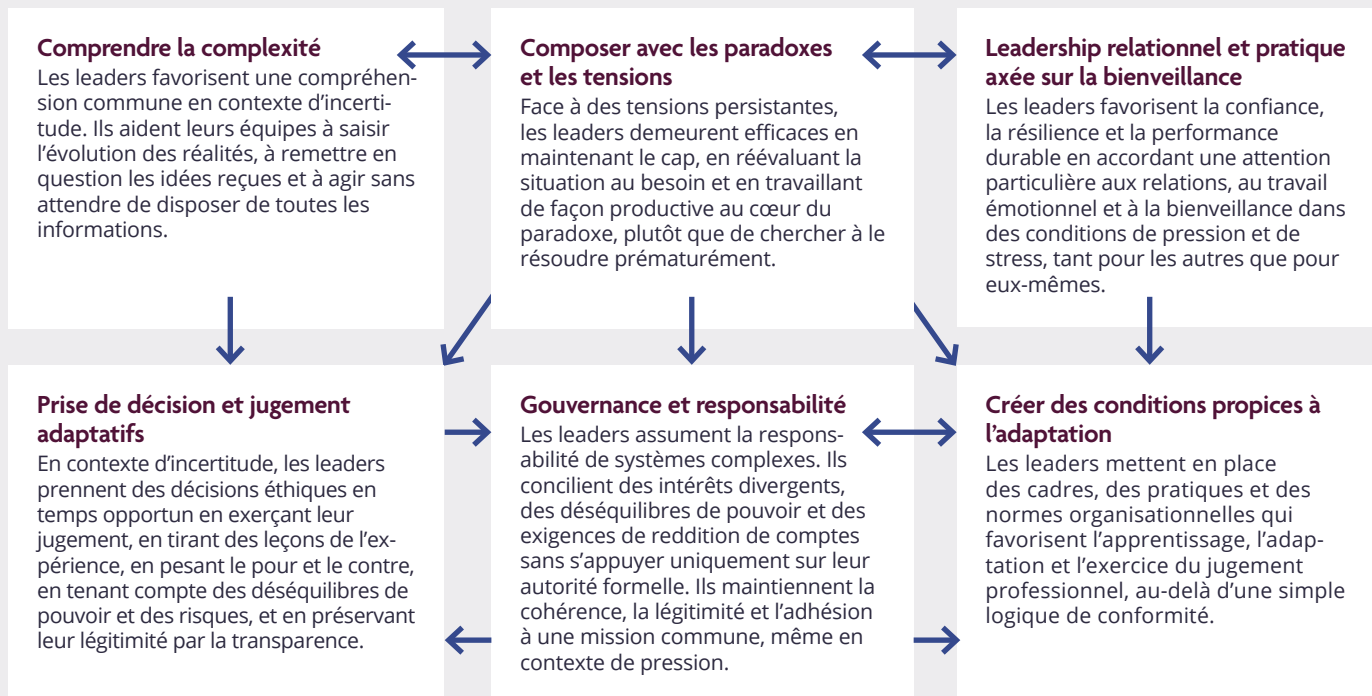 Comprendre la complexité
Les leaders favorisent une compréhen-
sion commune en contexte d’incerti-
tude. Ils aident leurs équipes à saisir
l’évolution des réalités, à remettre en
question les idées reçues et à agir sans
attendre de disposer de toutes les
informations.
Composer avec les paradoxes
et les tensions
Face à des tensions persistantes,
les leaders demeurent efficaces en
maintenant le cap, en réévaluant la
situation au besoin et en travaillant
de façon productive au cœur du
paradoxe, plutôt que de chercher à le
résoudre prématurément.
Leadership relationnel et pratique
axée sur la bienveillance
Les leaders favorisent la confiance,
la résilience et la performance
durable en accordant une attention
particulière aux relations, au travail
émotionnel et à la bienveillance dans
des conditions de pression et de
stress, tant pour les autres que pour
eux-mêmes.
Prise de décision et jugement
adaptatifs
En contexte d’incertitude, les leaders
prennent des décisions éthiques en
temps opportun en exerçant leur
jugement, en tirant des leçons de l’ex-
périence, en pesant le pour et le contre,
en tenant compte des déséquilibres de
pouvoir et des risques, et en préservant
leur légitimité par la transparence.
Gouvernance et responsabilité
Les leaders assument la respons-
abilité de systèmes complexes. Ils
concilient des intérêts divergents,
des déséquilibres de pouvoir et des
exigences de reddition de comptes
sans s’appuyer uniquement sur leur
autorité formelle. Ils maintiennent la
cohérence, la légitimité et l’adhésion
à une mission commune, même en
contexte de pression.
Créer des conditions propices à
l’adaptation
Les leaders mettent en place
des cadres, des pratiques et des
normes organisationnelles qui
favorisent l’apprentissage, l’adap-
tation et l’exercice du jugement
professionnel, au-delà d’une simple
logique de conformité.